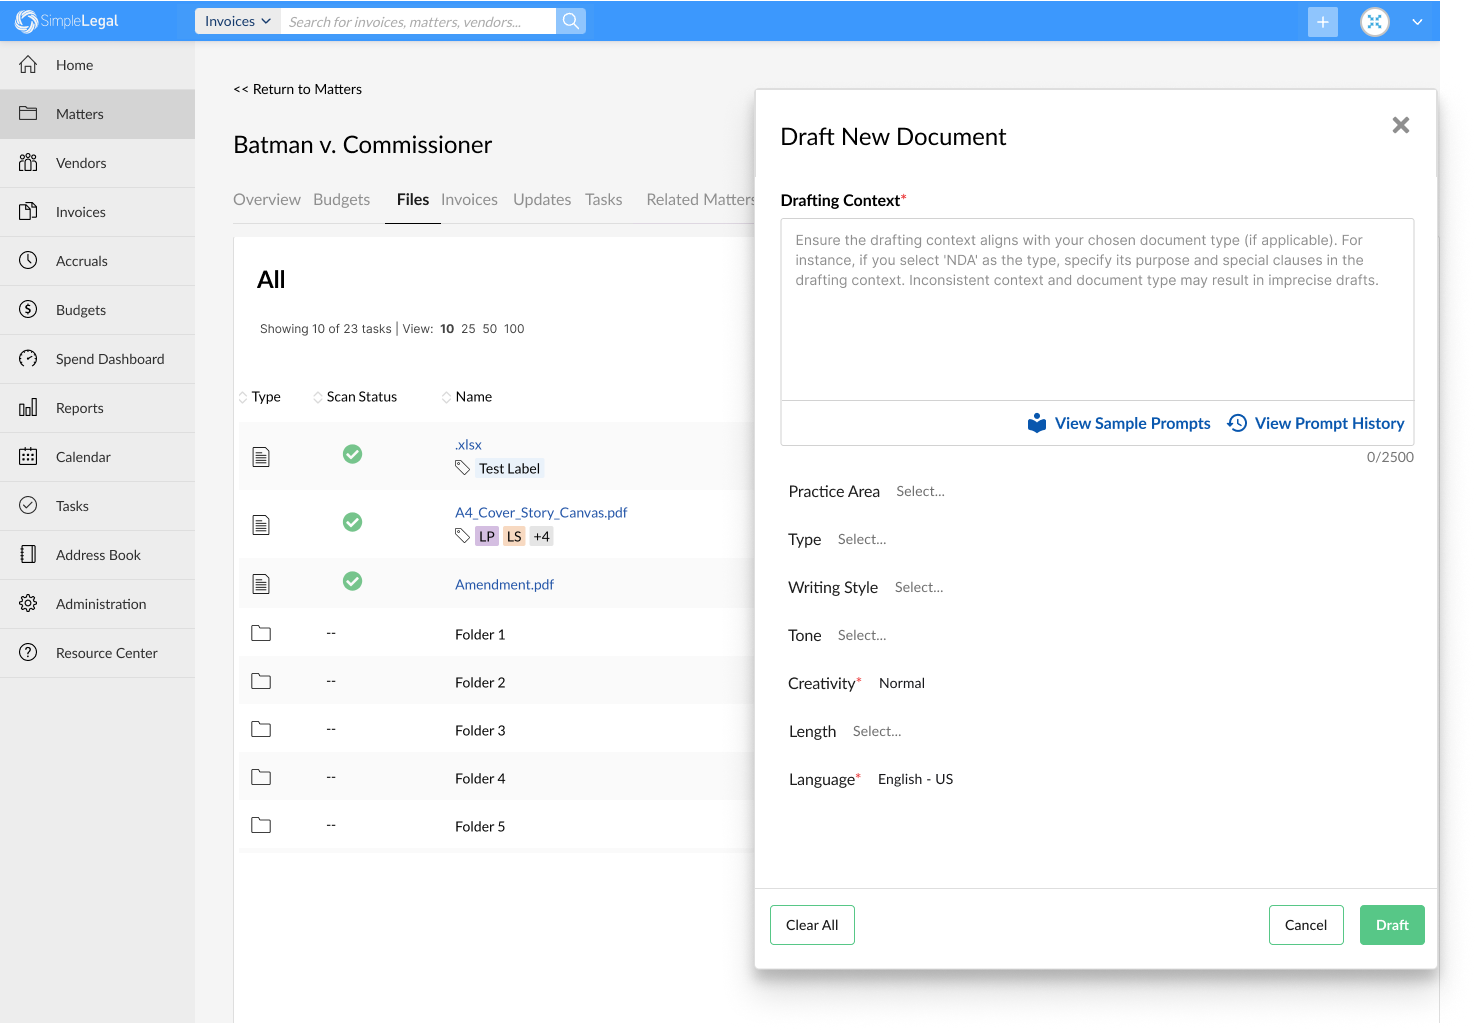 SimpleLegal
Invoices
Search for invoices, matters, vendors...
Home
Matters
Vendors
Invoices
Accruals
Budgets
Spend Dashboard
Reports
Calendar
Tasks
Address Book
Administration
Resource Center
<< Return to Matters
Batman v. Commissioner
Overview Budgets Files Invoices Updates Tasks Related Matters
All
Showing 10 of 23 tasks | View: 10 25 50 100
Type Scan Status Name
.xlsx
Test Label
A4_Cover_Story_Canvas.pdf
LP LS +4
Amendment.pdf
-- Folder 1
-- Folder 2
-- Folder 3
-- Folder 4
-- Folder 5
Draft New Document
Drafting Context*
Ensure the drafting context aligns with your chosen document type (if applicable). For
instance, if you select 'NDA' as the type, specify its purpose and special clauses in the
drafting context. Inconsistent context and document type may result in imprecise drafts.
View Sample Prompts View Prompt History
0/2500
Practice Area Select...
Type Select...
Writing Style Select...
Tone Select...
Creativity* Normal
Length Select...
Language* English - US
Clear All Cancel Draft